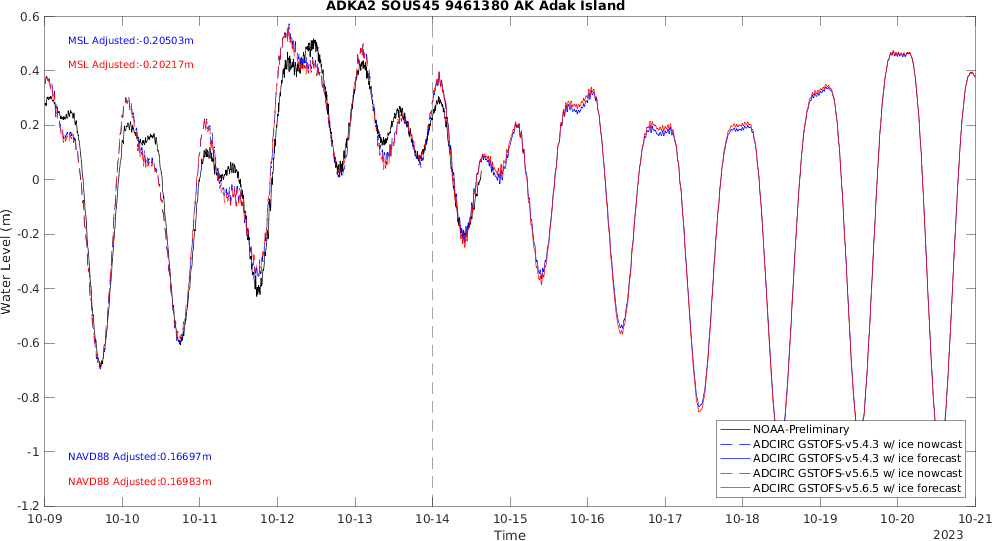 ADKA2 SOUS45 9461380 AK Adak Island
MSL Adjusted:-0.20503m
MSL Adjusted:-0.20217m
NAVD88 Adjusted:0.16697m
NAVD88 Adjusted:0.16983m
Water Level (m)
0.6
0.4
0.2
0
-0.2
-0.4
-0.6
-0.8
-1
-1.2
NOAA-Preliminary
ADCIRC GSTOFS-v5.4.3 w/ ice nowcast
ADCIRC GSTOFS-v5.4.3 w/ ice forecast
ADCIRC GSTOFS-v5.6.5 w/ ice nowcast
ADCIRC GSTOFS-v5.6.5 w/ ice forecast
10-09 10-10 10-11 10-12 10-13 10-14 10-15 10-16 10-17 10-18 10-19 10-20 10-21
Time
2023